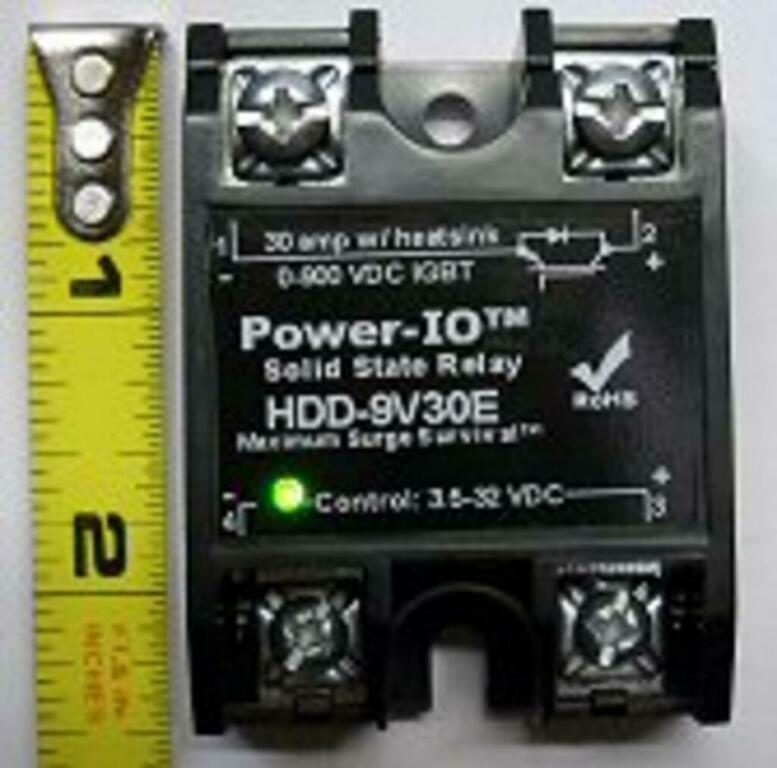 1 30 amp w/ heatsink 2
- 0-900 VDC IGBT +
Power-IO™
Solid State Relay
RoHS
HDD-9V30E
Maximum Surge Survival™
- +
4 Control: 3.5-32 VDC 3
1
2
INCHES